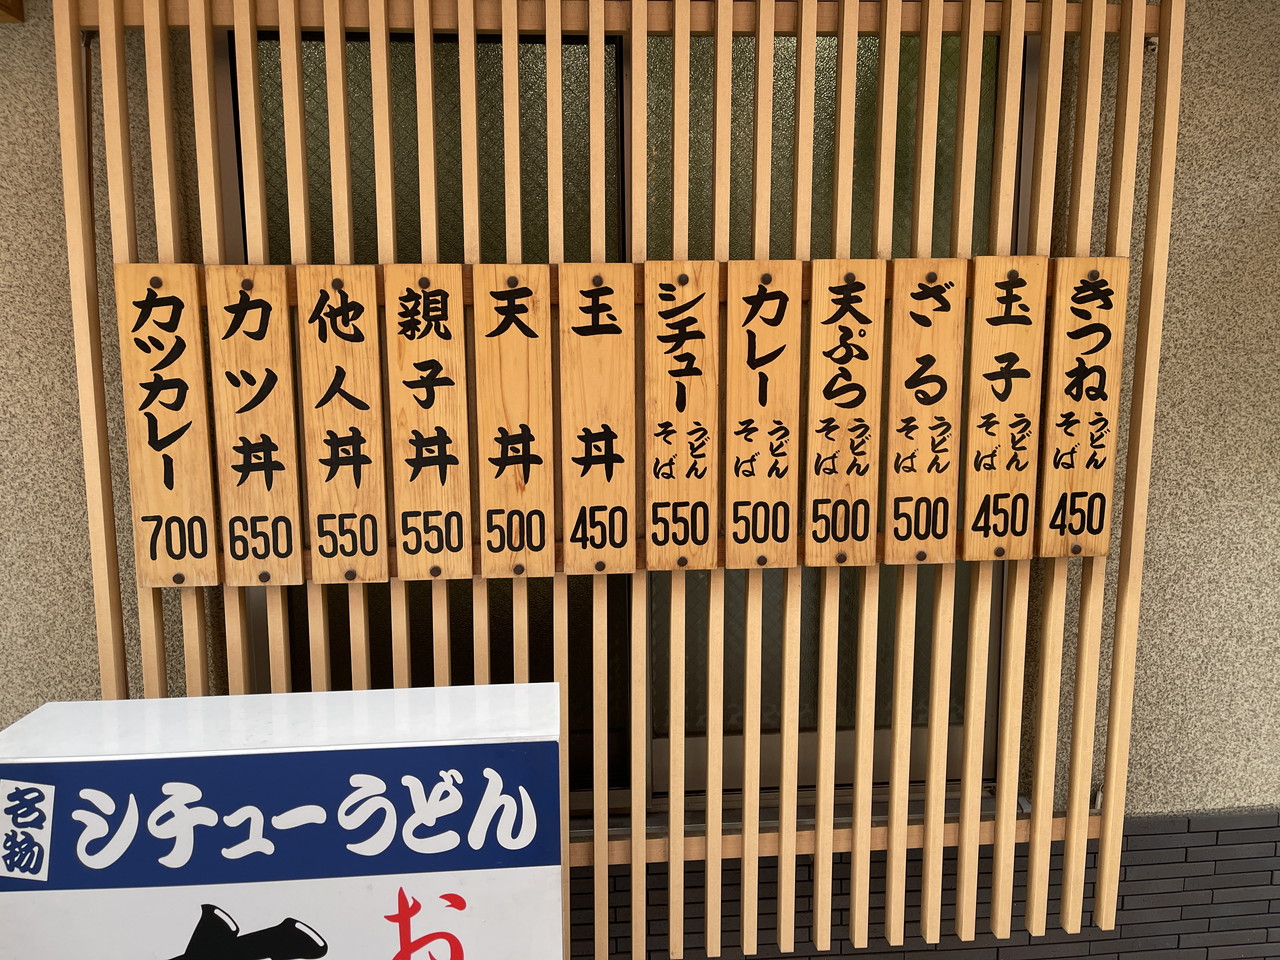 きつね うどん そば 450
玉子 うどん そば 450
ざる うどん そば 500
天ぷら うどん そば 500
カレー うどん そば 500
シチュー うどん そば 550
玉丼 450
天丼 500
親子丼 550
他人丼 550
カツ丼 650
カツカレー 700
名物
シチューうどん
お